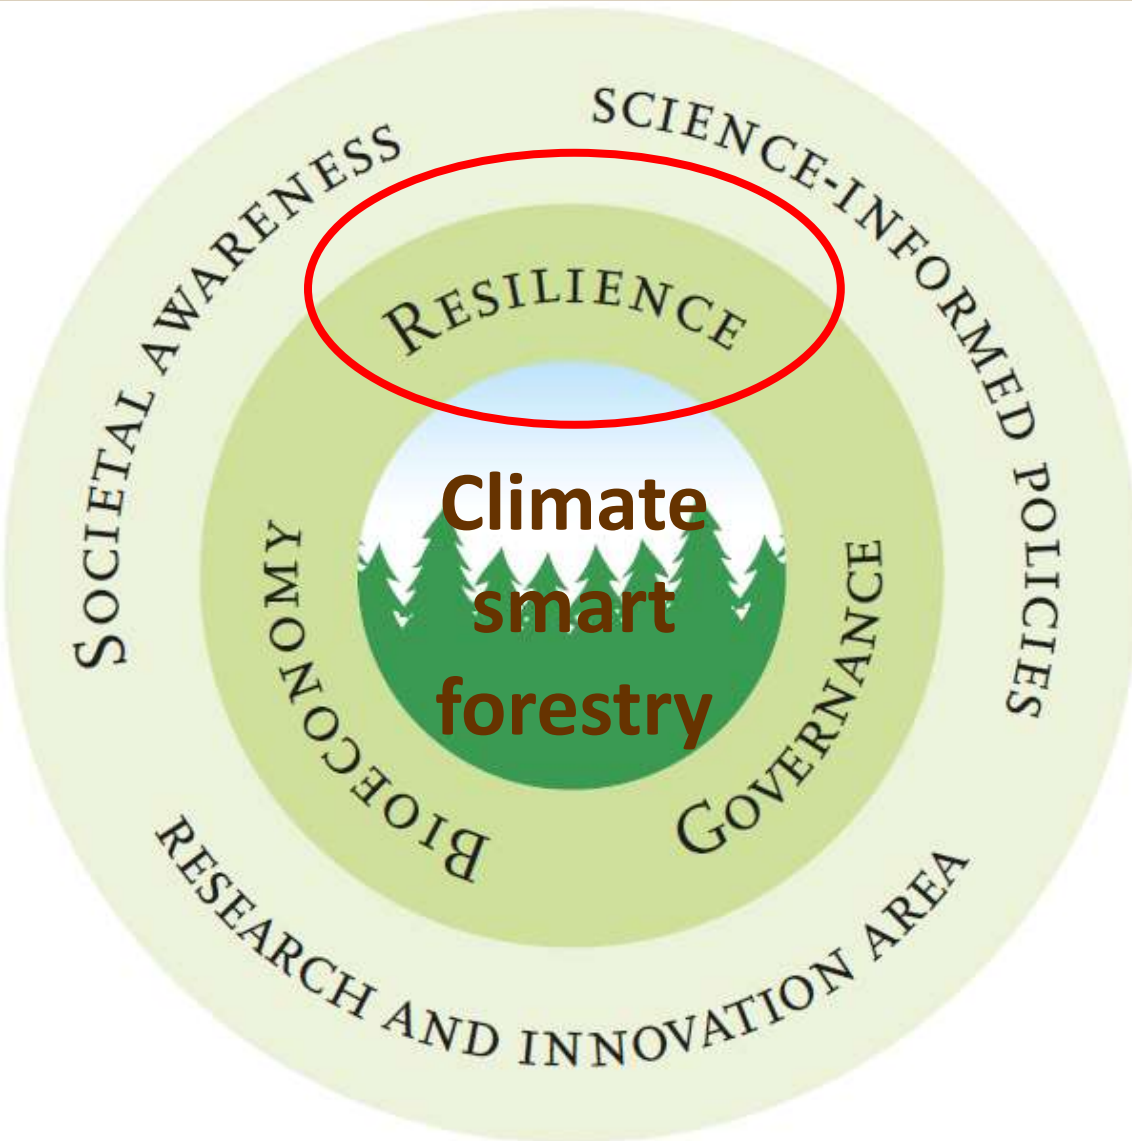 SOCIETAL AWARENESS
SCIENCE-INFORMED POLICIES
RESILIENCE
Climate
smart
forestry
BIOECONOMY
GOVERNANCE
RESEARCH AND INNOVATION AREA